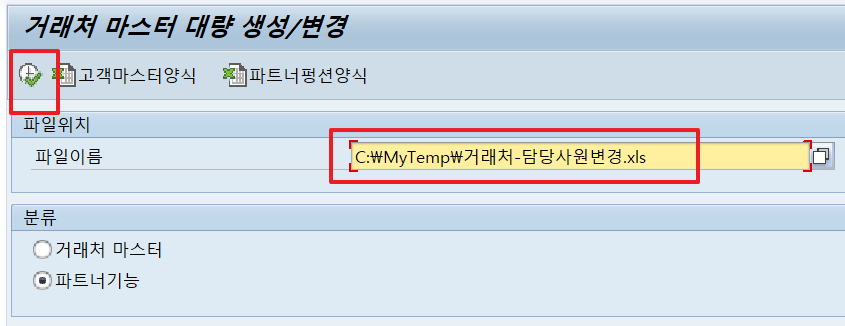 거래처 마스터 대량 생성/변경
고객마스터양식 파트너펑션양식
파일위치
파일이름 C:₩MyTemp₩거래처-담당사원변경.xls
분류
거래처 마스터
파트너기능